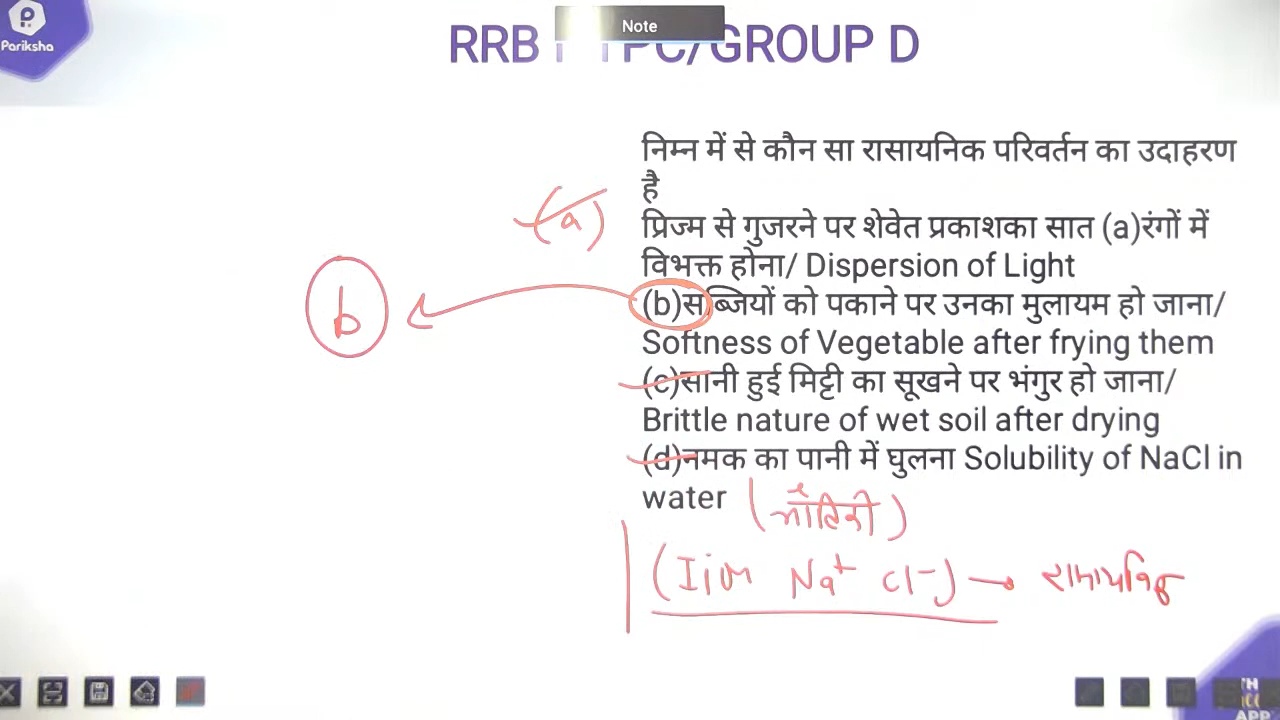 Pariksha
Note
RRB
PC/GROUP D
निम्न में से कौन सा रासायनिक परिवर्तन का उदाहरण
है
(a)
प्रिज्म से गुजरने पर शेवेत प्रकाशका सात (a)रंगों में
विभक्त होना/ Dispersion of Light
b
(b)सब्जियों को पकाने पर उनका मुलायम हो जाना/
Softness of Vegetable after frying them
(c)सानी हुई मिट्टी का सूखने पर भंगुर हो जाना/
Brittle nature of wet soil after drying
(d)नमक का पानी में घुलना Solubility of NaCl in
water
Na+ Cl-) →
APP